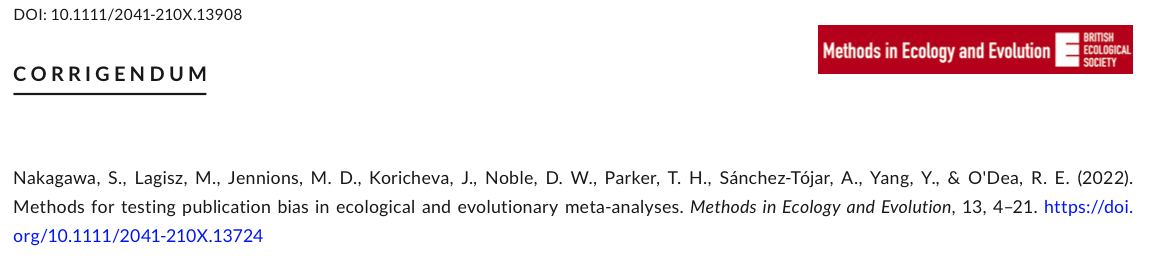 DOI: 10.1111/2041-210X.13908
Methods in Ecology and Evolution
BRITISH
ECOLOGICAL
SOCIETY
CORRIGENDUM
Nakagawa, S., Lagisz, M., Jennions, M. D., Koricheva, J., Noble, D. W., Parker, T. H., Sánchez-Tójar, A., Yang, Y., & O'Dea, R. E. (2022).
Methods for testing publication bias in ecological and evolutionary meta-analyses. Methods in Ecology and Evolution, 13, 4–21. https://doi.
org/10.1111/2041-210X.13724